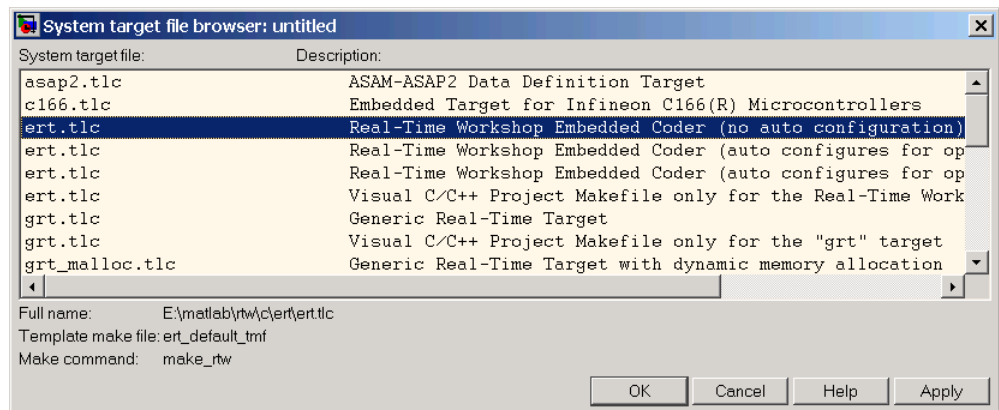 System target file browser: untitled
System target file: Description:
asap2.tlc ASAM-ASAP2 Data Definition Target
c166.tlc Embedded Target for Infineon C166(R) Microcontrollers
ert.tlc Real-Time Workshop Embedded Coder (no auto configuration)
ert.tlc Real-Time Workshop Embedded Coder (auto configures for op
ert.tlc Real-Time Workshop Embedded Coder (auto configures for op
ert.tlc Visual C/C++ Project Makefile only for the Real-Time Work
grt.tlc Generic Real-Time Target
grt.tlc Visual C/C++ Project Makefile only for the "grt" target
grt_malloc.tlc Generic Real-Time Target with dynamic memory allocation
Full name: E:\matlab\rtw\c\ert\ert.tlc
Template make file: ert_default_tmf
Make command: make_rtw
OK Cancel Help Apply